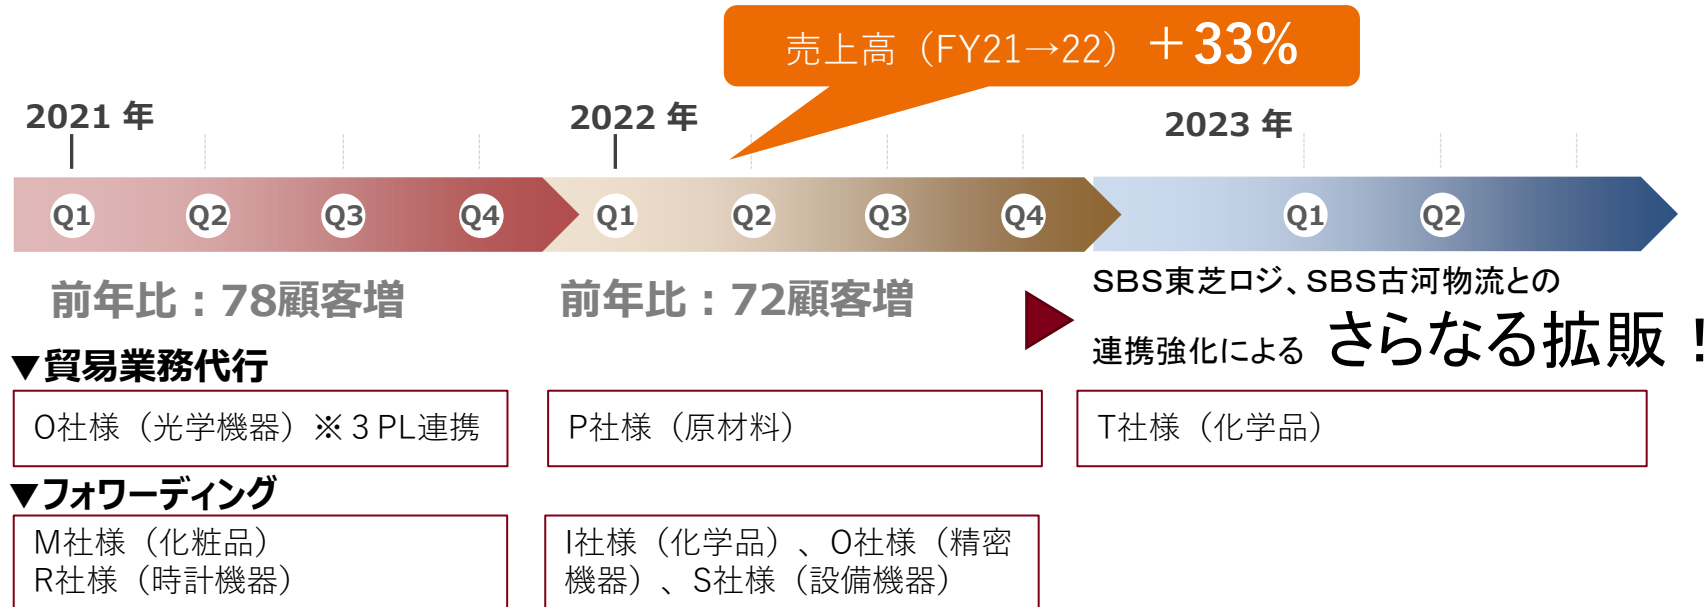 売上高（FY21→22）＋33%
2021 年
2022 年
2023 年
Q1 Q2 Q3 Q4 Q1 Q2 Q3 Q4 Q1 Q2
前年比：78顧客増
前年比：72顧客増
SBS東芝ロジ、SBS古河物流との
連携強化による さらなる拡販！
▼貿易業務代行
O社様（光学機器）※３PL連携
P社様（原材料）
T社様（化学品）
▼フォワーディング
M社様（化粧品）
R社様（時計機器）
I社様（化学品）、O社様（精密
機器）、S社様（設備機器）